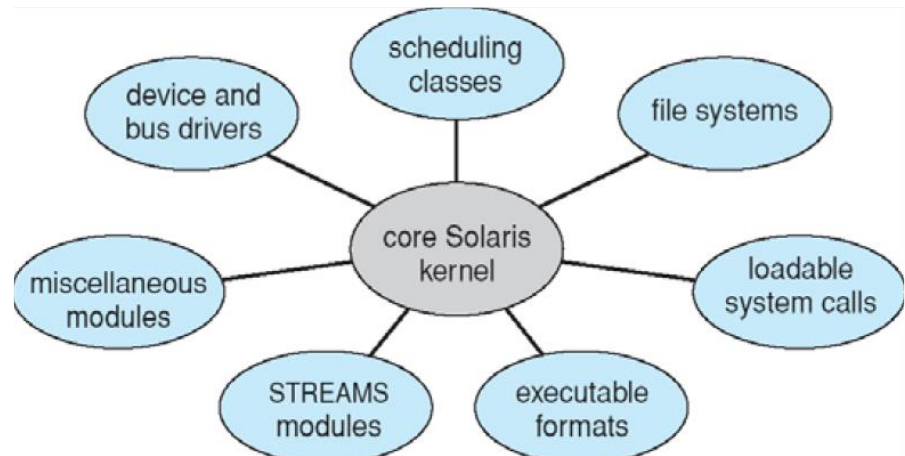 scheduling
classes
device and
bus drivers
file systems
core Solaris
kernel
miscellaneous
modules
loadable
system calls
STREAMS
modules
executable
formats